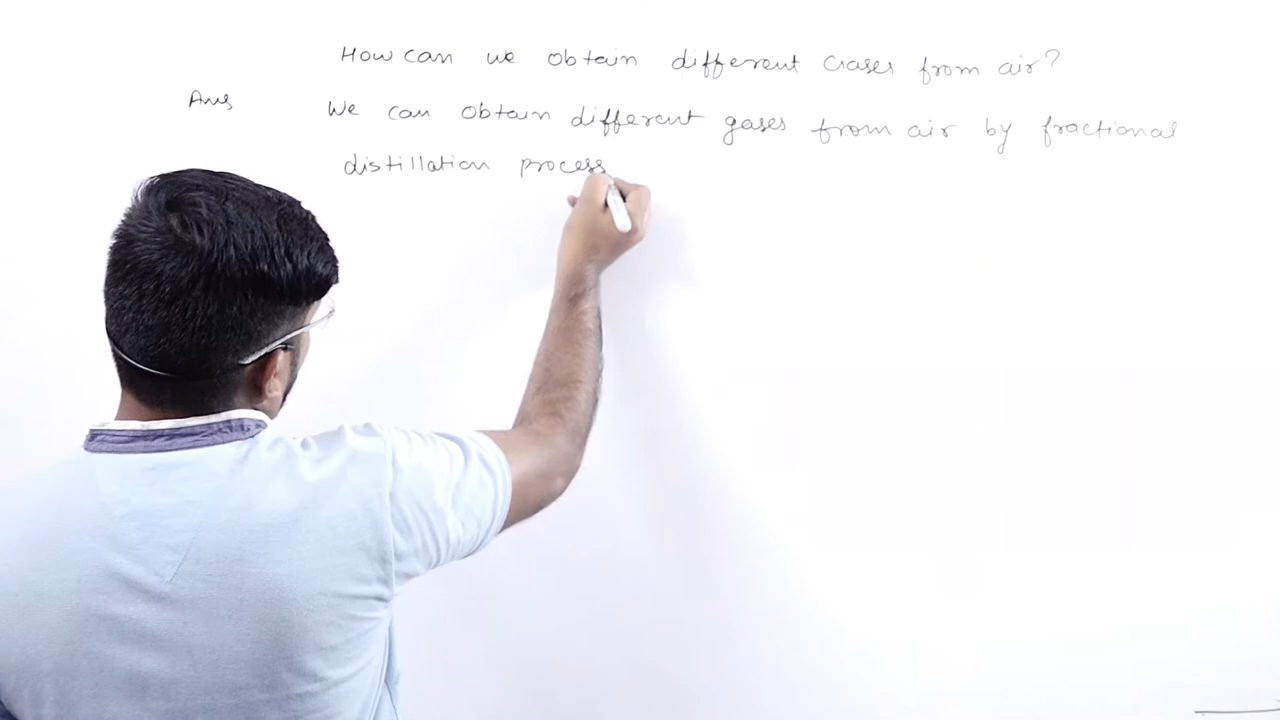 How can we obtain different Gases from air?
Ans We can obtain different gases from air by fractional
distillation process